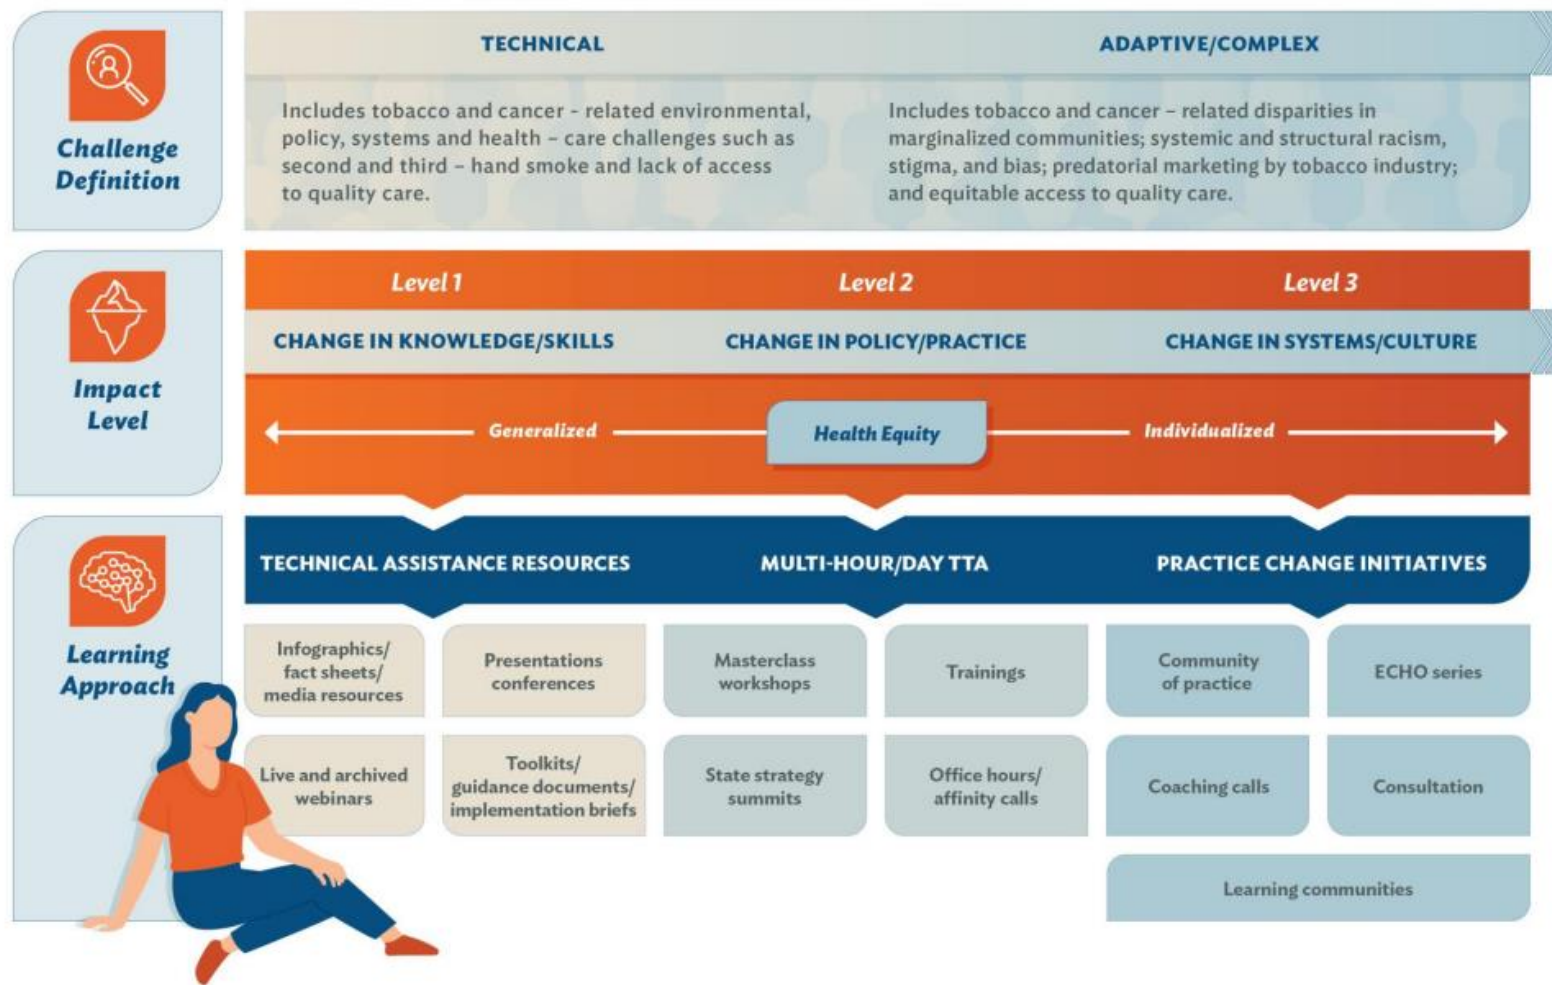 Challenge
Definition
TECHNICAL
ADAPTIVE/COMPLEX
Includes tobacco and cancer - related environmental,
policy, systems and health – care challenges such as
second and third – hand smoke and lack of access
to quality care.
Includes tobacco and cancer – related disparities in
marginalized communities; systemic and structural racism,
stigma, and bias; predatorial marketing by tobacco industry;
and equitable access to quality care.
Impact
Level
Level 1
Level 2
Level 3
CHANGE IN KNOWLEDGE/SKILLS
CHANGE IN POLICY/PRACTICE
CHANGE IN SYSTEMS/CULTURE
Generalized
Health Equity
Individualized
Learning
Approach
TECHNICAL ASSISTANCE RESOURCES
MULTI-HOUR/DAY TTA
PRACTICE CHANGE INITIATIVES
Infographics/
fact sheets/
media resources
Presentations
conferences
Masterclass
workshops
Trainings
Community
of practice
ECHO series
Live and archived
webinars
Toolkits/
guidance documents/
implementation briefs
State strategy
summits
Office hours/
affinity calls
Coaching calls
Consultation
Learning communities